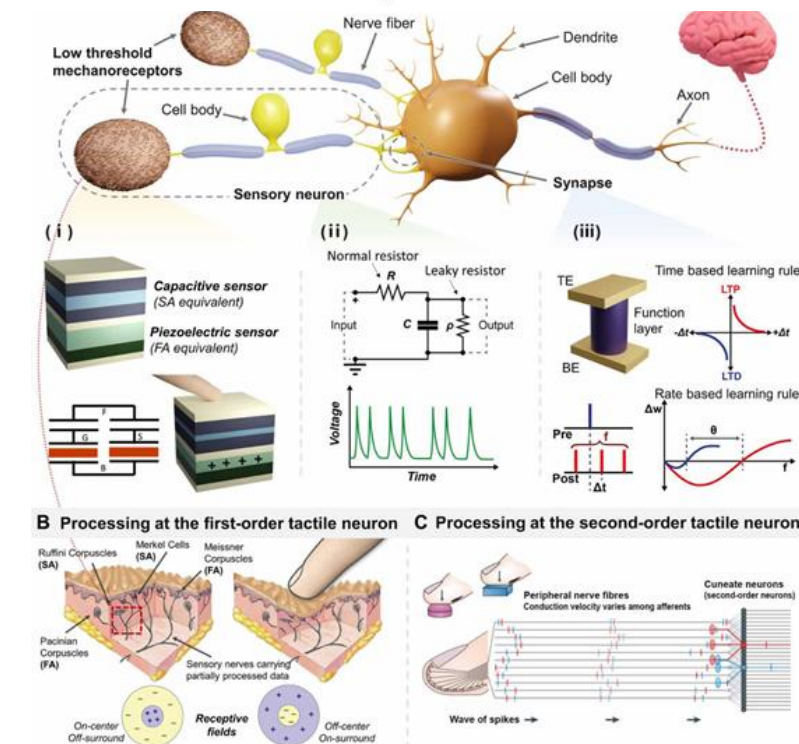 Nerve fiber
Dendrite
Low threshold
mechanoreceptors
Cell body
Cell body
Axon
Synapse
Sensory neuron
(i)
(ii)
(iii)
Capacitive sensor
(SA equivalent)
Piezoelectric sensor
(FA equivalent)
F
G
S
B
++++
Normal resistor
R
Leaky resistor
Input
C
ρ
Output
Voltage
Time
TE
Function
layer
BE
Time based learning rule
LTP
-Δt
+Δt
LTD
Rate based learning rule
Pre
f
Post
Δt
Δw
θ
f
B Processing at the first-order tactile neuron
Ruffini Corpuscles
(SA)
Merkel Cells
(SA)
Meissner
Corpuscles
(FA)
Pacinian
Corpuscles
(FA)
Sensory nerves carrying
partially processed data
On-center
Off-surround
Receptive
fields
Off-center
On-surround
C Processing at the second-order tactile neuron
Peripheral nerve fibres
Conduction velocity varies among afferents
Cuneate neurons
(second-order neurons)
Wave of spikes